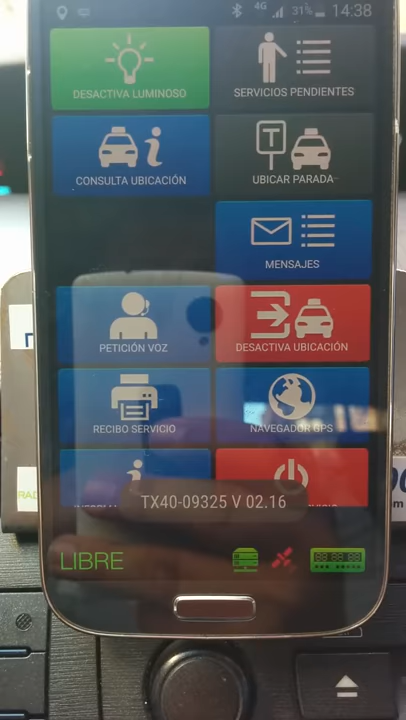 4G 31% 14:38
DESACTIVA LUMINOSO
SERVICIOS PENDIENTES
CONSULTA UBICACIÓN
T
UBICAR PARADA
MENSAJES
PETICIÓN VOZ
DESACTIVA UBICACIÓN
RECIBO SERVICIO
NAVEGADOR GPS
TX40-09325 V 02.16
LIBRE